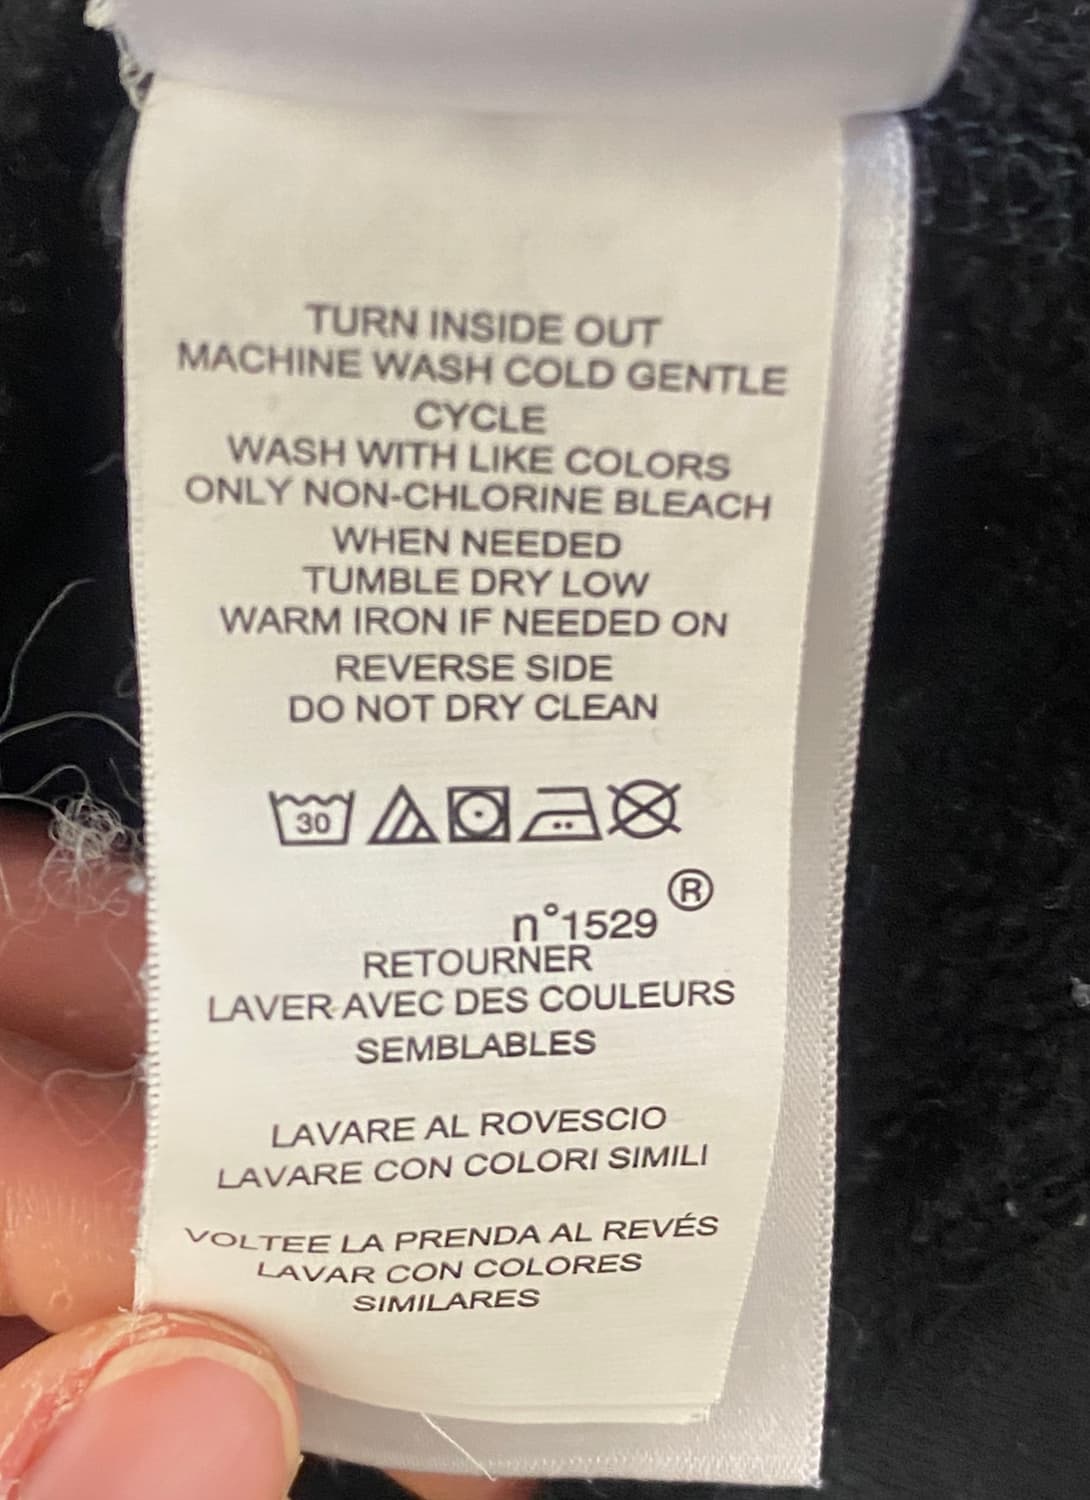 TURN INSIDE OUT
MACHINE WASH COLD GENTLE
CYCLE
WASH WITH LIKE COLORS
ONLY NON-CHLORINE BLEACH
WHEN NEEDED
TUMBLE DRY LOW
WARM IRON IF NEEDED ON
REVERSE SIDE
DO NOT DRY CLEAN
30
®
n°1529
RETOURNER
LAVER AVEC DES COULEURS
SEMBLABLES
LAVARE AL ROVESCIO
LAVARE CON COLORI SIMILI
VOLTEE LA PRENDA AL REVÉS
LAVAR CON COLORES
SIMILARES